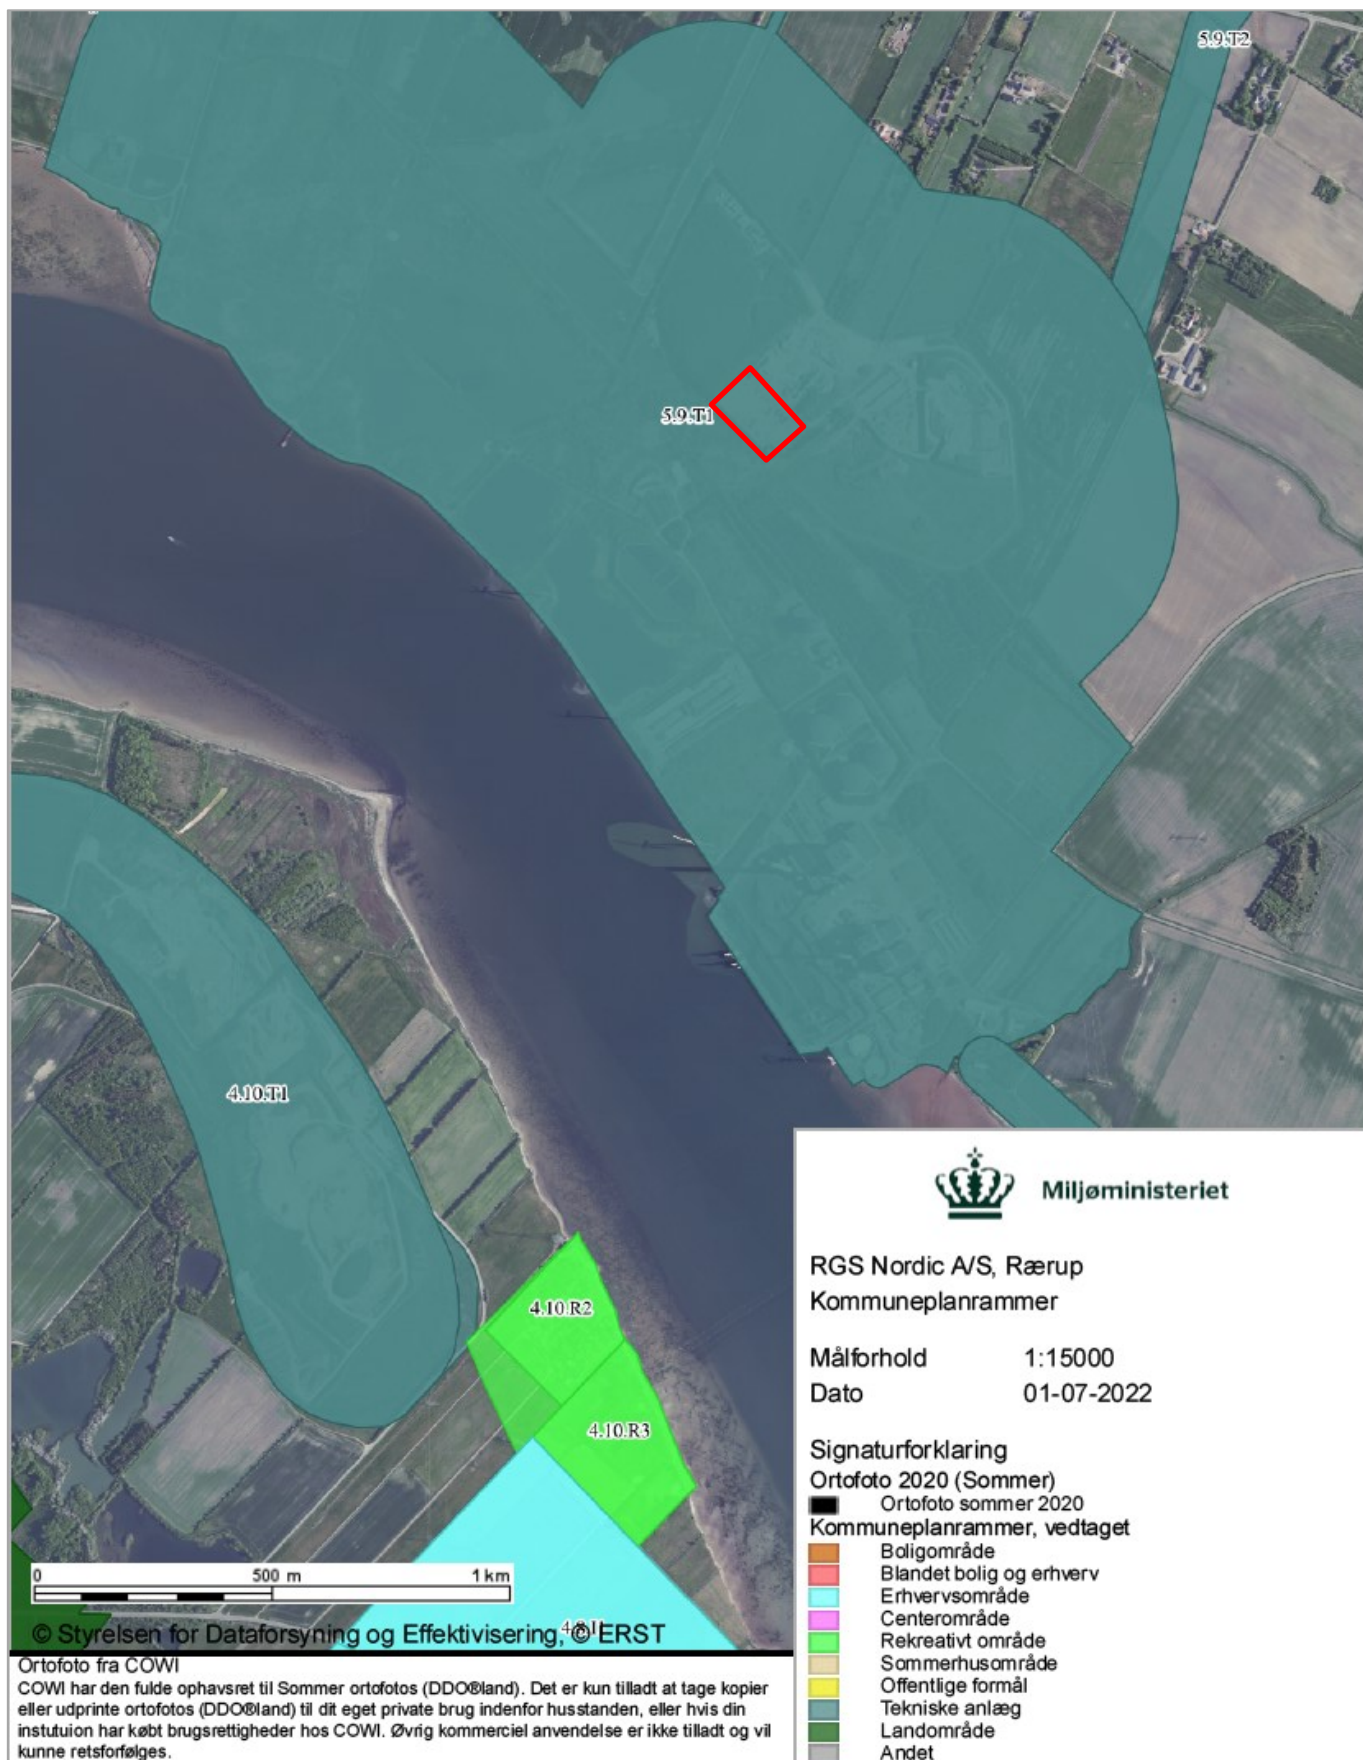 5.9.T2
5.9.T1
4.10.T1
4.10.R2
4.10.R3
0 500 m 1 km
© Styrelsen for Dataforsyning og Effektivisering, © ERST
Ortofoto fra COWI
COWI har den fulde ophavsret til Sommer ortofotos (DDO®land). Det er kun tilladt at tage kopier
eller udprinte ortofotos (DDO®land) til dit eget private brug indenfor husstanden, eller hvis din
instutuion har købt brugsrettigheder hos COWI. Øvrig kommerciel anvendelse er ikke tilladt og vil
kunne retsforfølges.
Miljøministeriet
RGS Nordic A/S, Rærup
Kommuneplanrammer
Målforhold 1:15000
Dato 01-07-2022
Signaturforklaring
Ortofoto 2020 (Sommer)
Ortofoto sommer 2020
Kommuneplanrammer, vedtaget
Boligområde
Blandet bolig og erhverv
Erhvervsområde
Centerområde
Rekreativt område
Sommerhusområde
Offentlige formål
Tekniske anlæg
Landområde
Andet